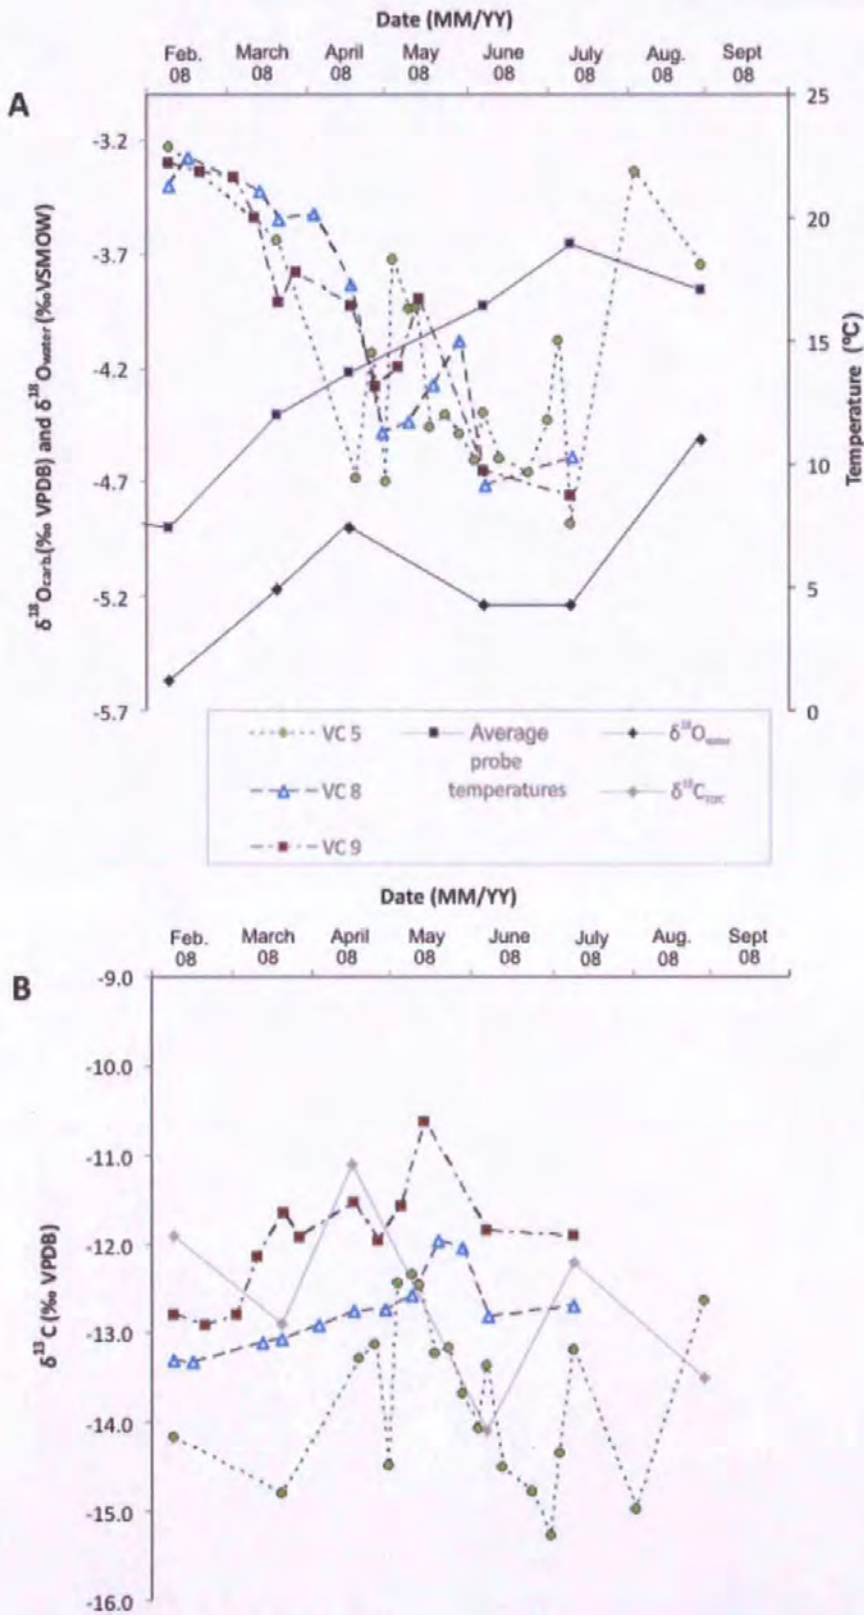 Date (MM/YY)
Feb. March April May June July Aug. Sept
08 08 08 08 08 08 08 08
A
-3.2
-3.7
-4.2
-4.7
-5.2
-5.7
δ¹⁸Ocarb.(‰ VPDB) and δ¹⁸Owater (‰VSMOW)
25
20
15
10
5
0
Temperature (°C)
VC 5
VC 8
VC 9
Average
probe
temperatures
δ¹⁸Owater
Date (MM/YY)
Feb. March April May June July Aug. Sept
08 08 08 08 08 08 08 08
B
-9.0
-10.0
-11.0
-12.0
-13.0
-14.0
-15.0
-16.0
δ¹³C (‰ VPDB)